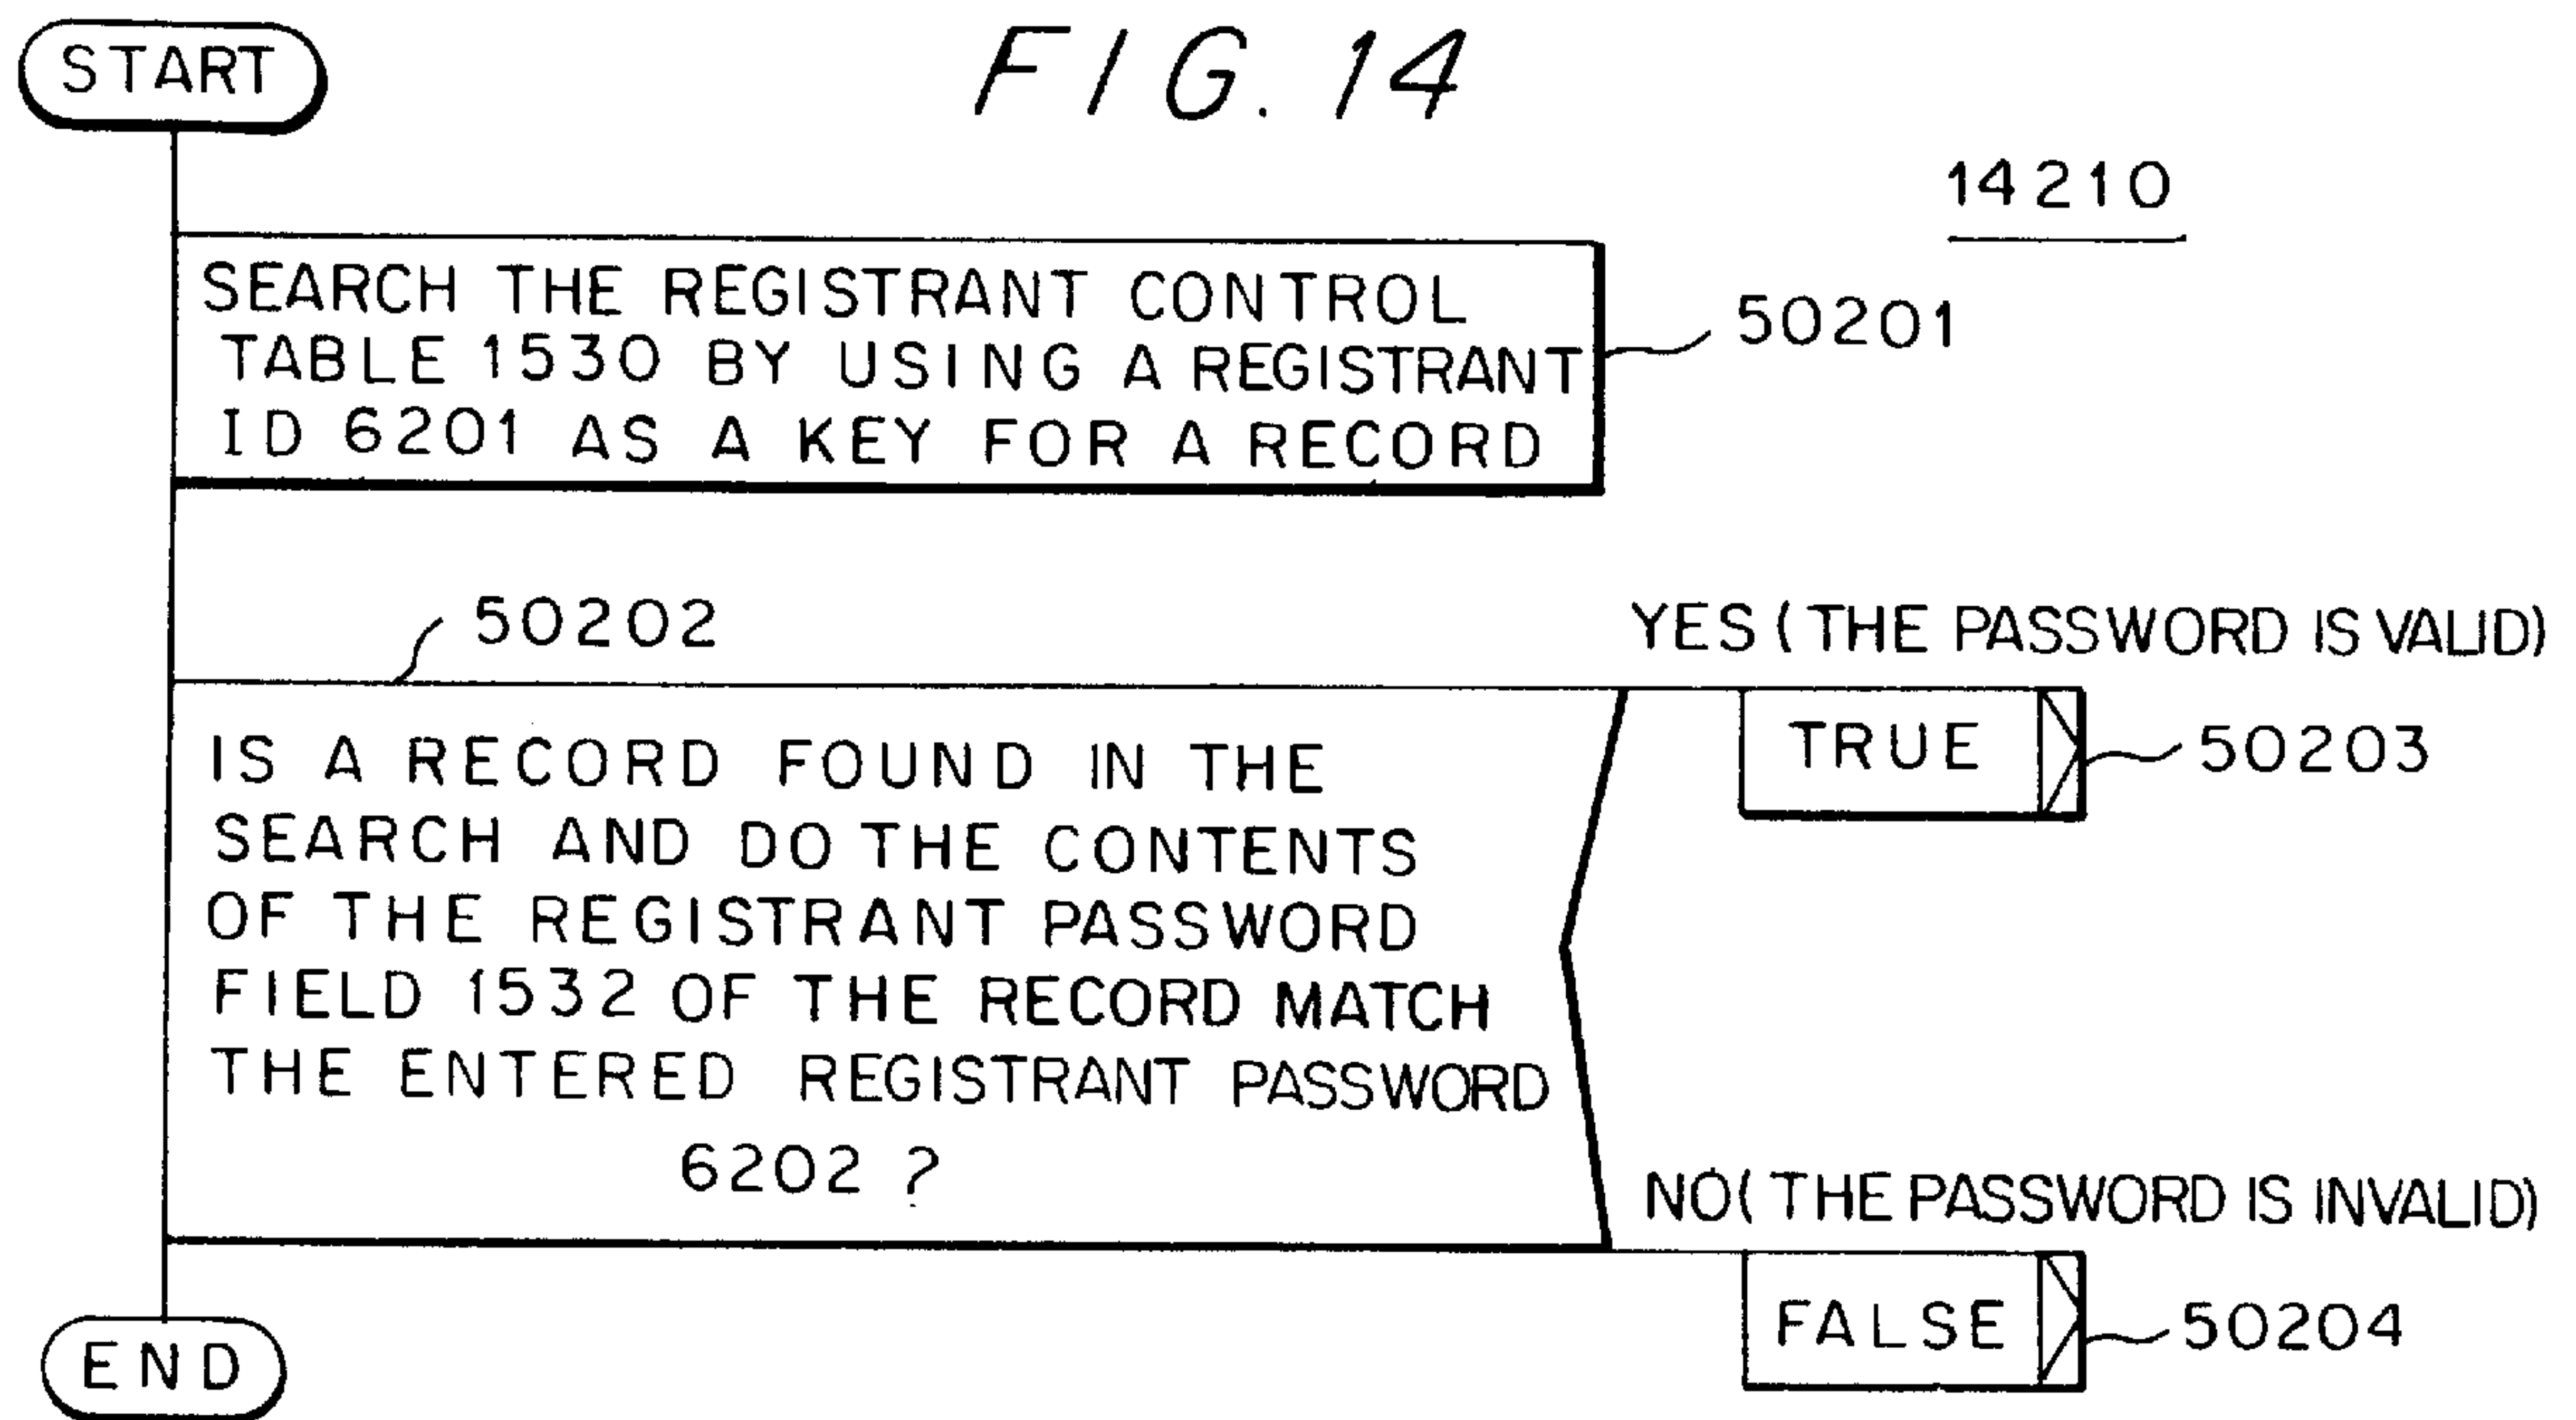 START
FIG. 14
14210
SEARCH THE REGISTRANT CONTROL
TABLE 1530 BY USING A REGISTRANT
ID 6201 AS A KEY FOR A RECORD
50201
50202
YES (THE PASSWORD IS VALID)
IS A RECORD FOUND IN THE
SEARCH AND DO THE CONTENTS
OF THE REGISTRANT PASSWORD
FIELD 1532 OF THE RECORD MATCH
THE ENTERED REGISTRANT PASSWORD
6202 ?
TRUE
50203
NO (THE PASSWORD IS INVALID)
FALSE
50204
END